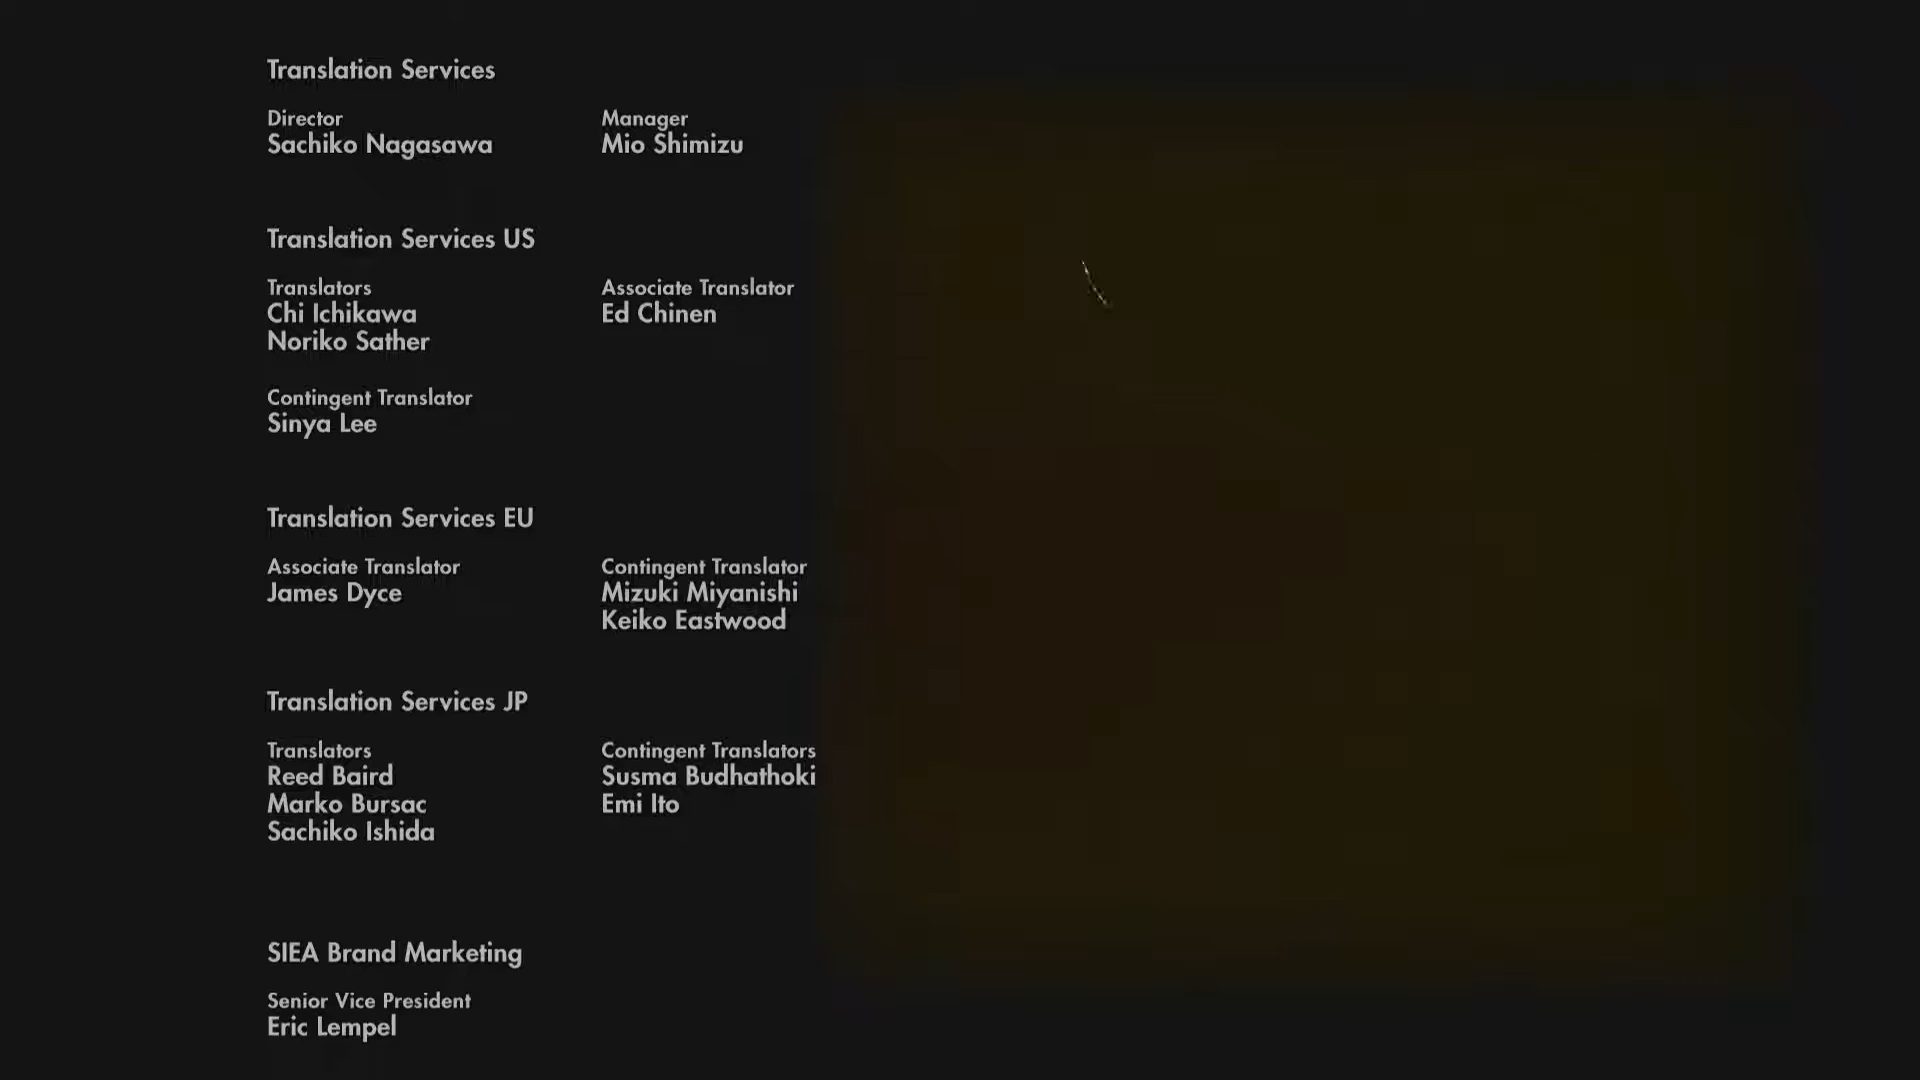 Translation Services
Director
Sachiko Nagasawa
Manager
Mio Shimizu
Translation Services US
Translators
Chi Ichikawa
Noriko Sather
Associate Translator
Ed Chinen
Contingent Translator
Sinya Lee
Translation Services EU
Associate Translator
James Dyce
Contingent Translator
Mizuki Miyanishi
Keiko Eastwood
Translation Services JP
Translators
Reed Baird
Marko Bursac
Sachiko Ishida
Contingent Translators
Susma Budhathoki
Emi Ito
SIEA Brand Marketing
Senior Vice President
Eric Lempel